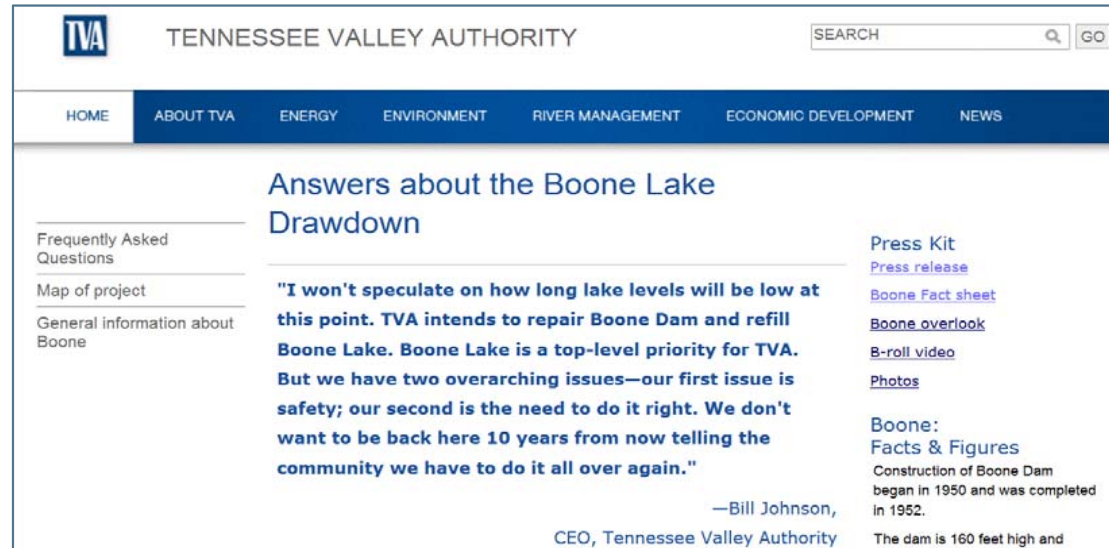 TVA
TENNESSEE VALLEY AUTHORITY
SEARCH
GO
HOME
ABOUT TVA
ENERGY
ENVIRONMENT
RIVER MANAGEMENT
ECONOMIC DEVELOPMENT
NEWS
Frequently Asked
Questions
Map of project
General information about
Boone
Answers about the Boone Lake
Drawdown
"I won't speculate on how long lake levels will be low at
this point. TVA intends to repair Boone Dam and refill
Boone Lake. Boone Lake is a top-level priority for TVA.
But we have two overarching issues—our first issue is
safety; our second is the need to do it right. We don't
want to be back here 10 years from now telling the
community we have to do it all over again."
—Bill Johnson,
CEO, Tennessee Valley Authority
Press Kit
Press release
Boone Fact sheet
Boone overlook
B-roll video
Photos
Boone:
Facts & Figures
Construction of Boone Dam
began in 1950 and was completed
in 1952.
The dam is 160 feet high and